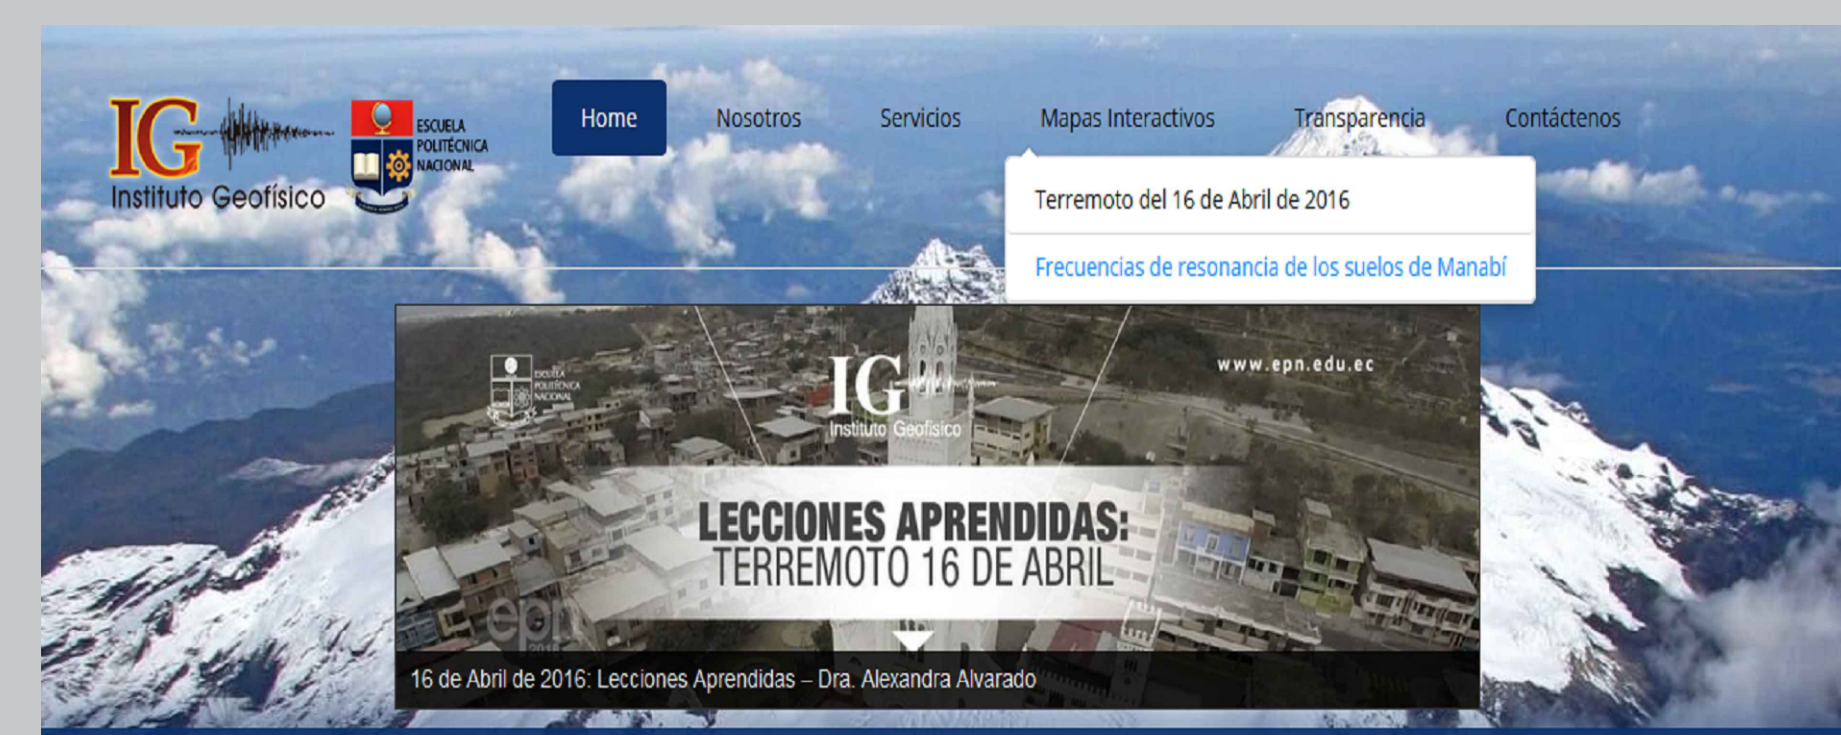 IG
Instituto Geofísico
ESCUELA
POLITÉCNICA
NACIONAL
Home
Nosotros
Servicios
Mapas Interactivos
Transparencia
Contáctenos
Terremoto del 16 de Abril de 2016
Frecuencias de resonancia de los suelos de Manabí
ESCUELA
POLITÉCNICA
NACIONAL
IG
Instituto Geofísico
www.epn.edu.ec
LECCIONES APRENDIDAS:
TERREMOTO 16 DE ABRIL
epn
2016
16 de Abril de 2016: Lecciones Aprendidas – Dra. Alexandra Alvarado